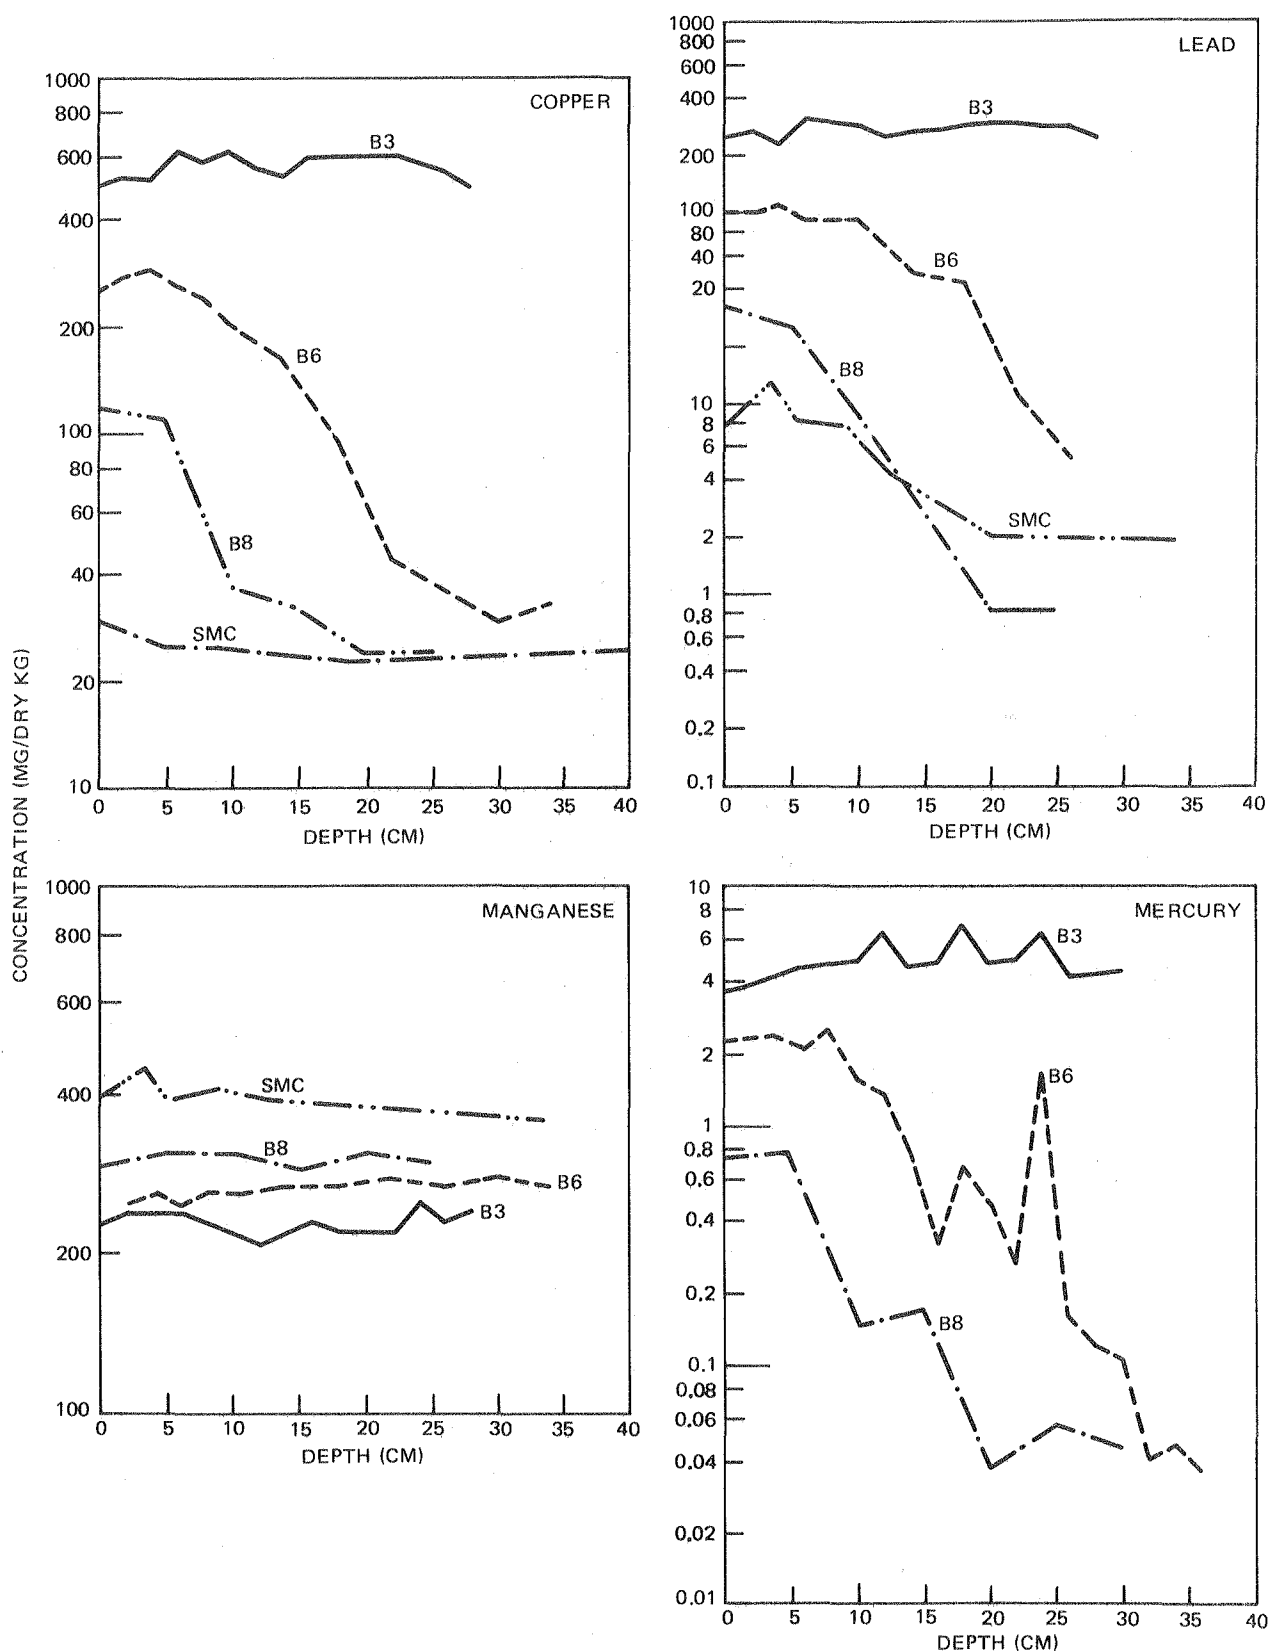 CONCENTRATION (MG/DRY KG)
COPPER
1000
800
600
400
200
100
80
60
40
20
10
B3
B6
B8
SMC
0 5 10 15 20 25 30 35 40
DEPTH (CM)
LEAD
1000
800
600
400
200
100
80
40
20
10
8
6
4
2
1
0.8
0.6
0.4
0.2
0.1
B3
B6
B8
SMC
0 5 10 15 20 25 30 35 40
DEPTH (CM)
MANGANESE
1000
800
600
400
200
100
SMC
B8
B6
B3
0 5 10 15 20 25 30 35 40
DEPTH (CM)
MERCURY
10
8
6
4
2
1
0.8
0.6
0.4
0.2
0.1
0.08
0.06
0.04
0.02
0.01
B3
B6
B8
0 5 10 15 20 25 30 35 40
DEPTH (CM)